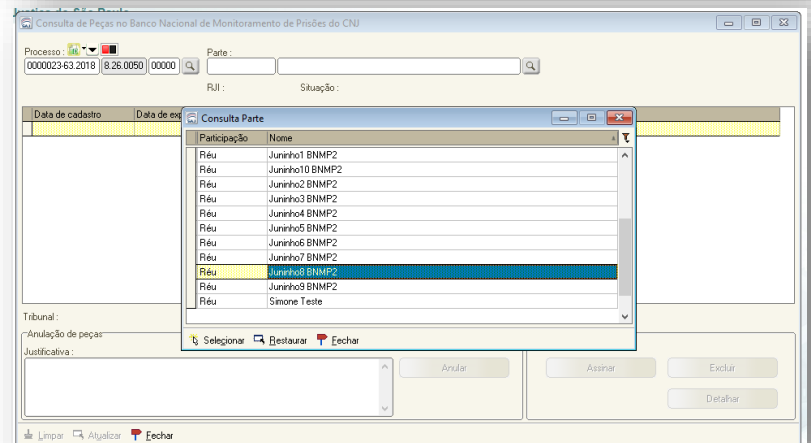 Justiça de São Paulo
Consulta de Peças no Banco Nacional de Monitoramento de Prisões do CNJ
Processo :
Parte :
0000023-63.2018 8.26.0050 00000
RJI :
Situação :
Data de cadastro Data de exp
Consulta Parte
Participação Nome
Réu Juninho1 BNMP2
Réu Juninho10 BNMP2
Réu Juninho2 BNMP2
Réu Juninho3 BNMP2
Réu Juninho4 BNMP2
Réu Juninho5 BNMP2
Réu Juninho6 BNMP2
Réu Juninho7 BNMP2
Réu Juninho8 BNMP2
Réu Juninho9 BNMP2
Réu Simone Teste
Selecionar Restaurar Fechar
Tribunal :
Anulação de peças
Justificativa :
Anular Assinar Excluir
Detalhar
Limpar Atualizar Fechar